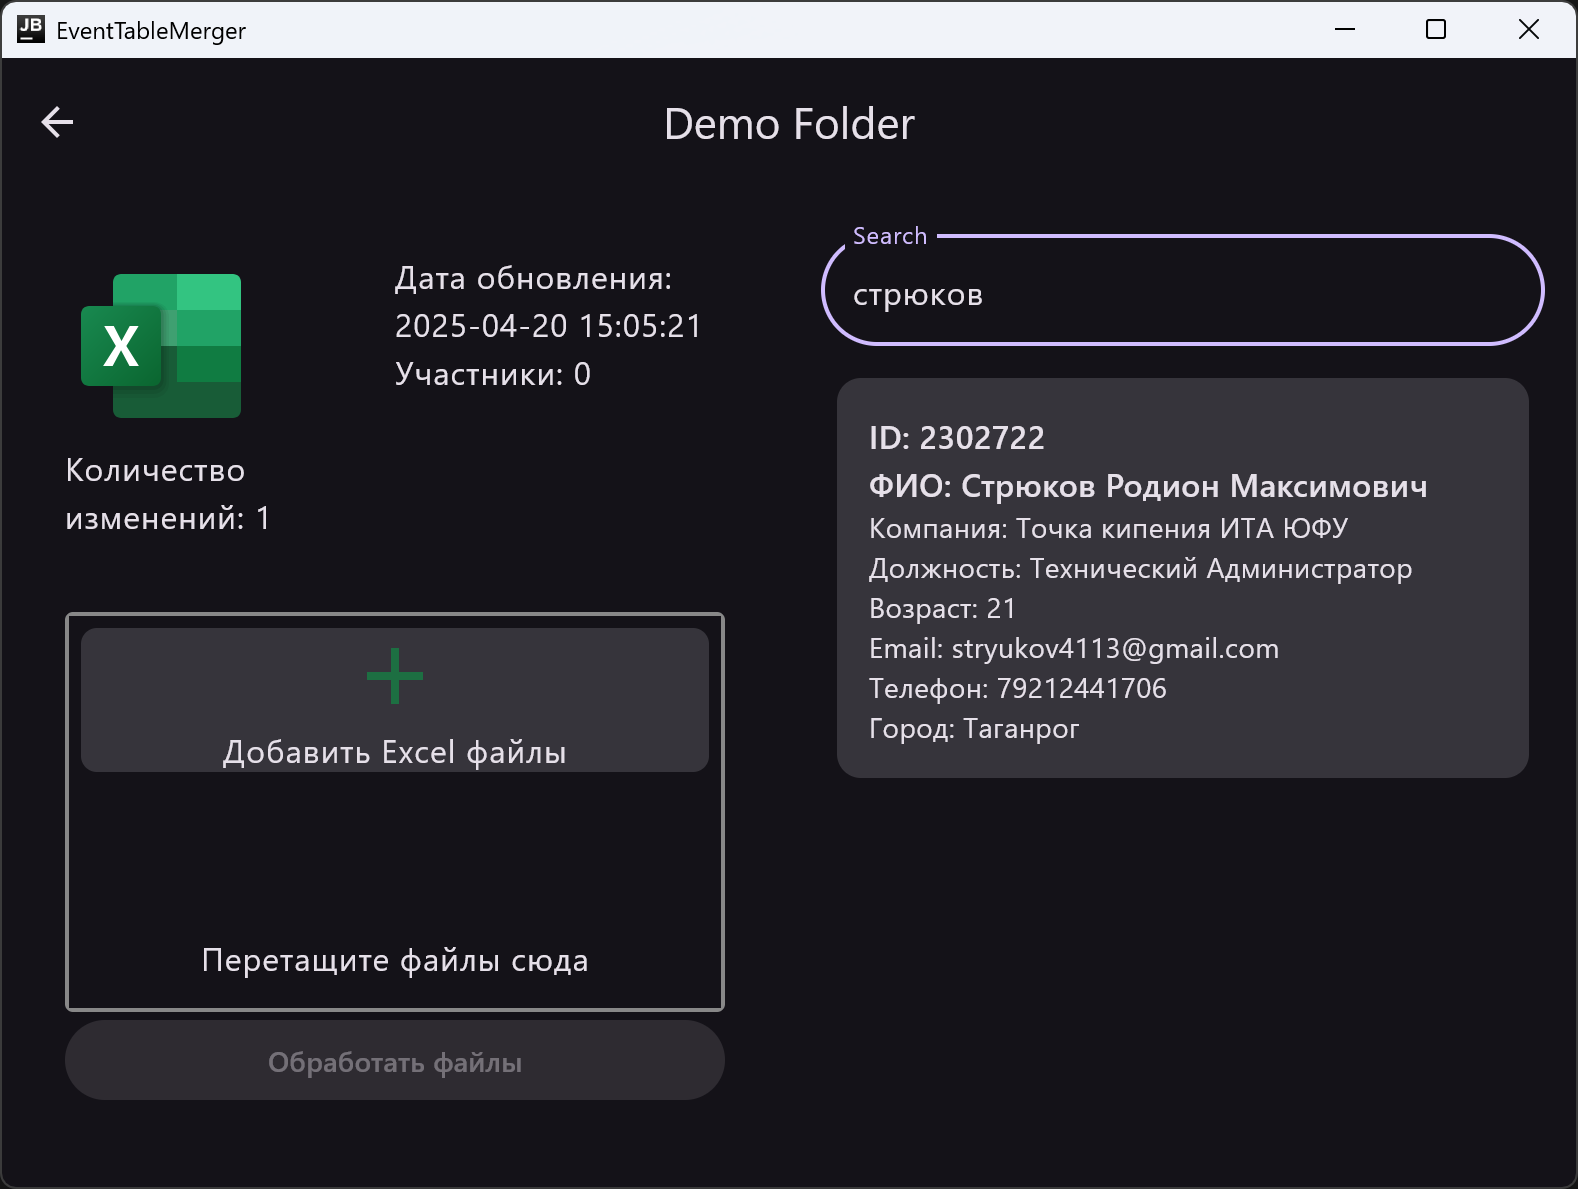 JB
EventTableMerger
Demo Folder
X
Дата обновления:
2025-04-20 15:05:21
Участники: 0
Количество
изменений: 1
Добавить Excel файлы
Перетащите файлы сюда
Обработать файлы
Search
стрюков
ID: 2302722
ФИО: Стрюков Родион Максимович
Компания: Точка кипения ИТА ЮФУ
Должность: Технический Администратор
Возраст: 21
Email: stryukov4113@gmail.com
Телефон: 79212441706
Город: Таганрог